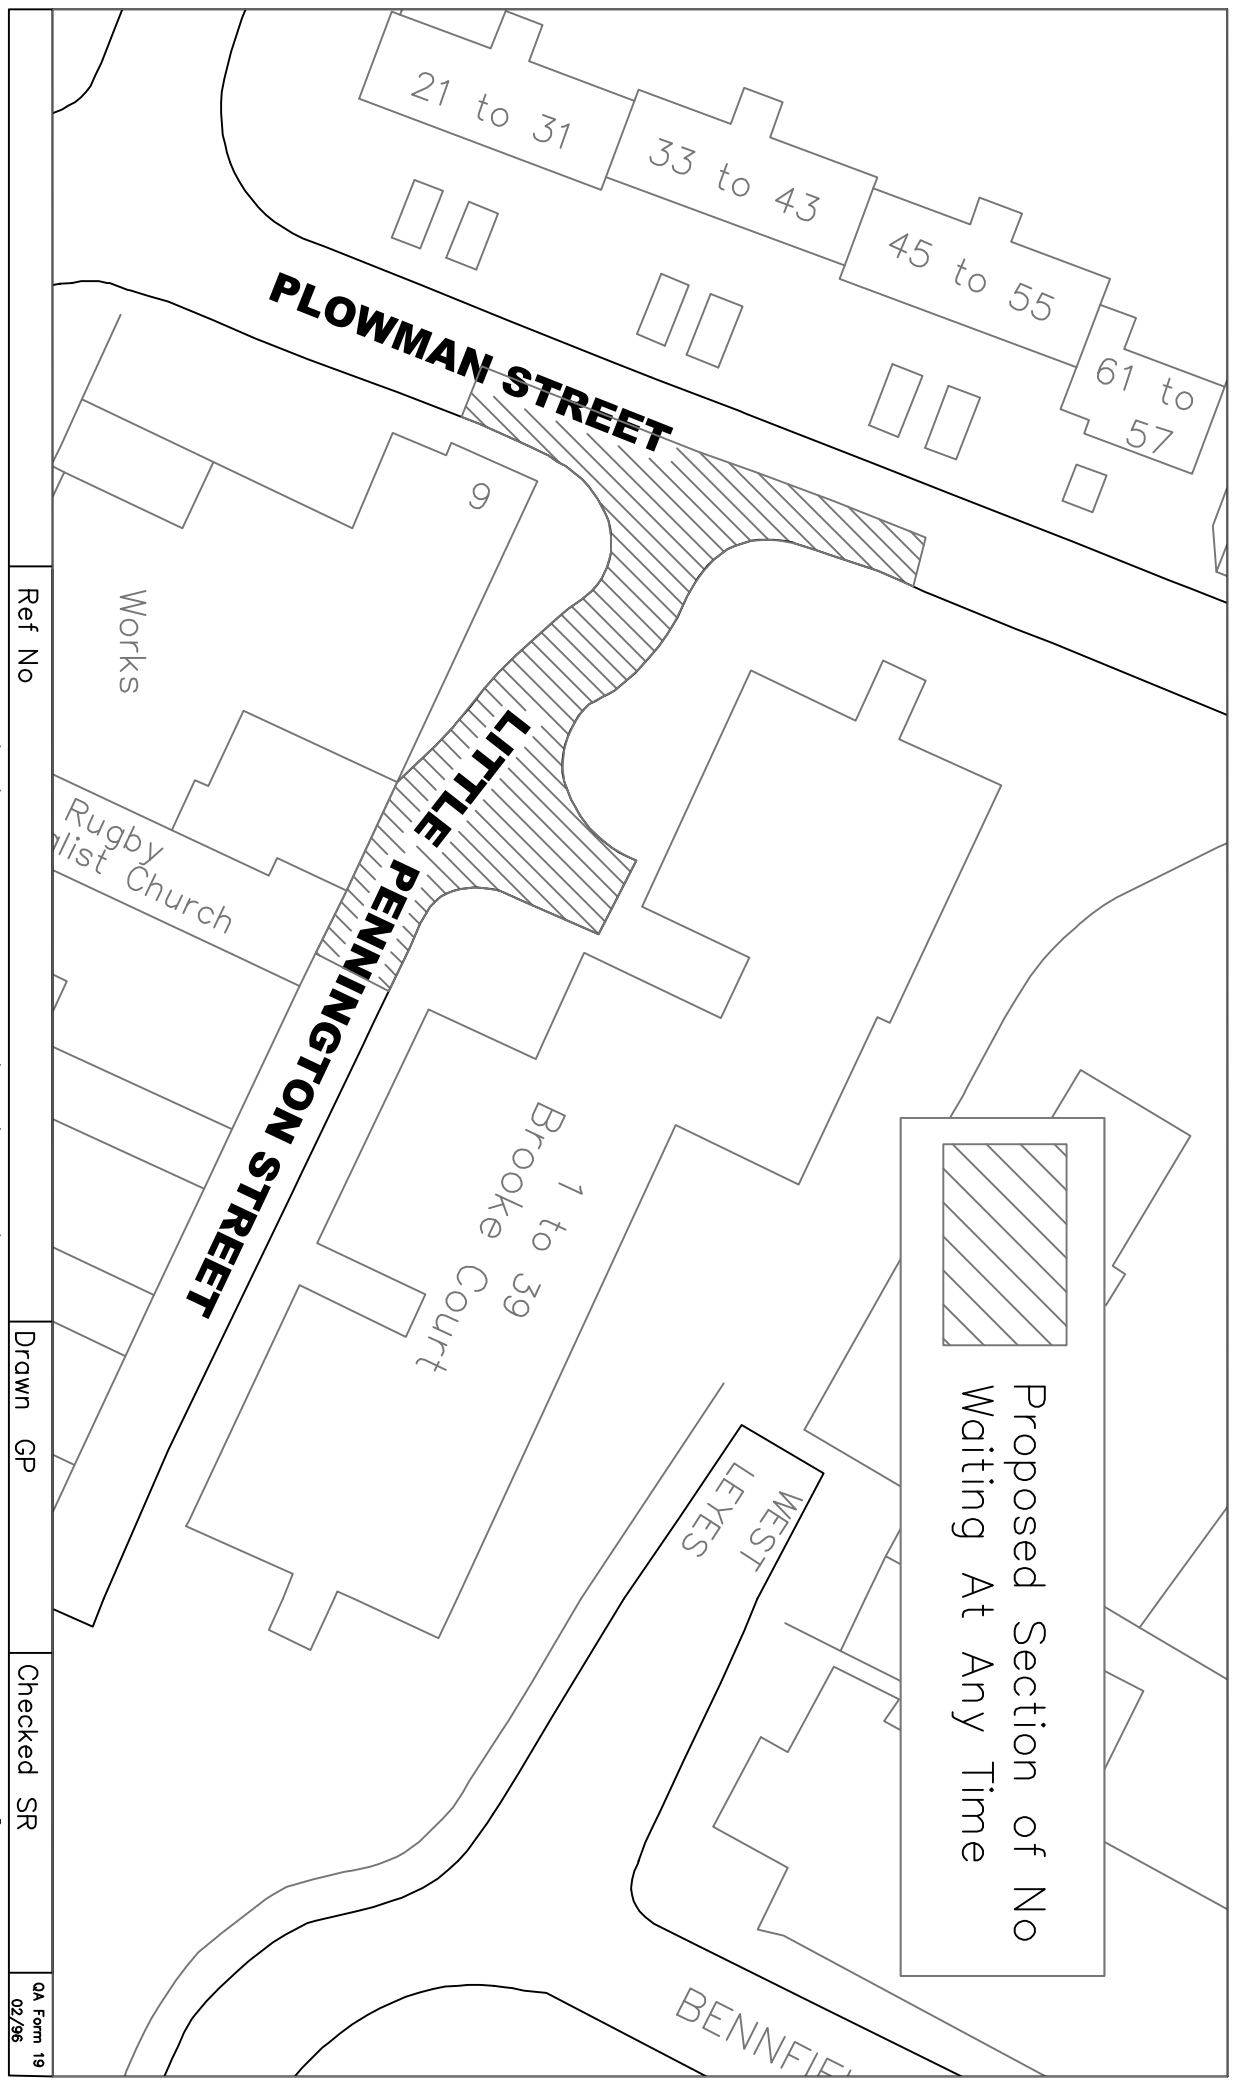 21 to 31
33 to 43
45 to 55
61 to
57
PLOWMAN STREET
9
Works
LITTLE PENNINGTON STREET
Rugby
alist Church
1 to 39
Brooke Court
WEST
LEYES
BENNFIE
Proposed Section of No
Waiting At Any Time
Ref No
Drawn GP
Checked SR
QA Form 19
02/96